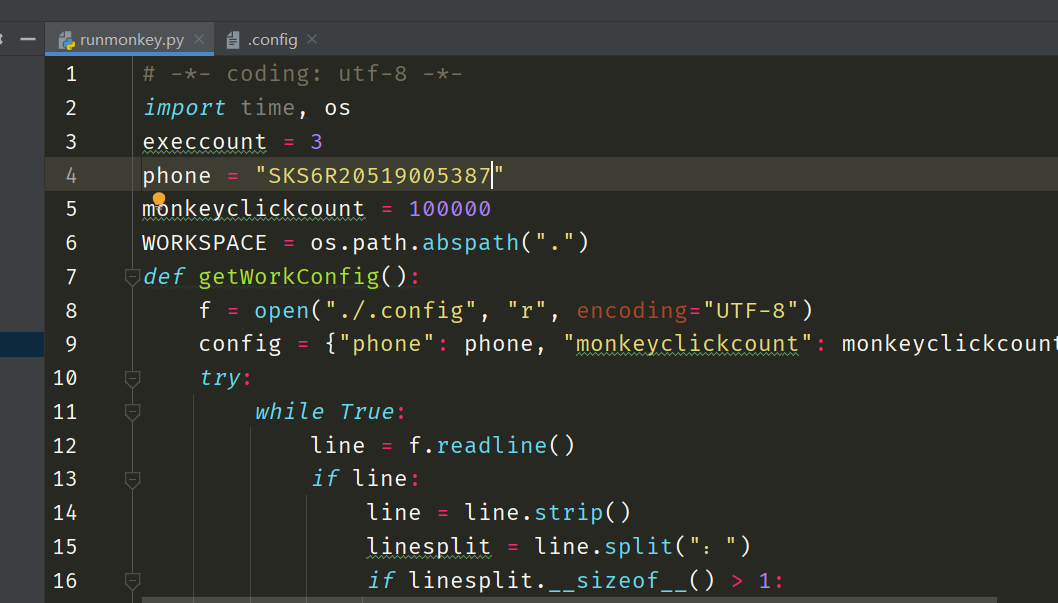 runmonkey.py .config
1 # -*- coding: utf-8 -*-
2 import time, os
3 execcount = 3
4 phone = "SKS6R20519005387"
5 monkeyclickcount = 100000
6 WORKSPACE = os.path.abspath(".")
7 def getWorkConfig():
8 f = open("./.config", "r", encoding="UTF-8")
9 config = {"phone": phone, "monkeyclickcount": monkeyclickcount
10 try:
11 while True:
12 line = f.readline()
13 if line:
14 line = line.strip()
15 linesplit = line.split("：")
16 if linesplit.__sizeof__() > 1: